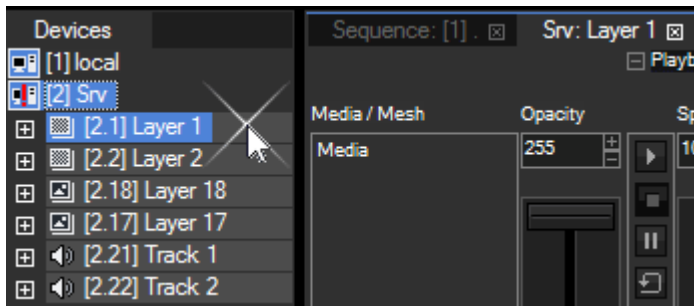 Devices
[1] local
[2] Srv
[2.1] Layer 1
[2.2] Layer 2
[2.18] Layer 18
[2.17] Layer 17
[2.21] Track 1
[2.22] Track 2
Sequence: [1] .
Srv: Layer 1
Media / Mesh
Opacity
Media
255